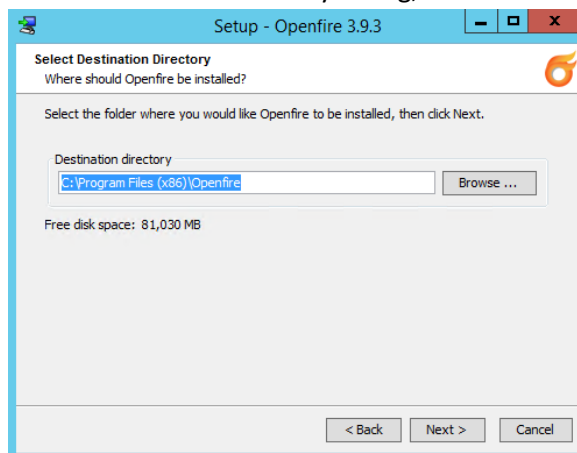 Setup - Openfire 3.9.3
Select Destination Directory
Where should Openfire be installed?
Select the folder where you would like Openfire to be installed, then click Next.
Destination directory
C:\Program Files (x86)\Openfire
Browse ...
Free disk space: 81,030 MB
< Back Next > Cancel